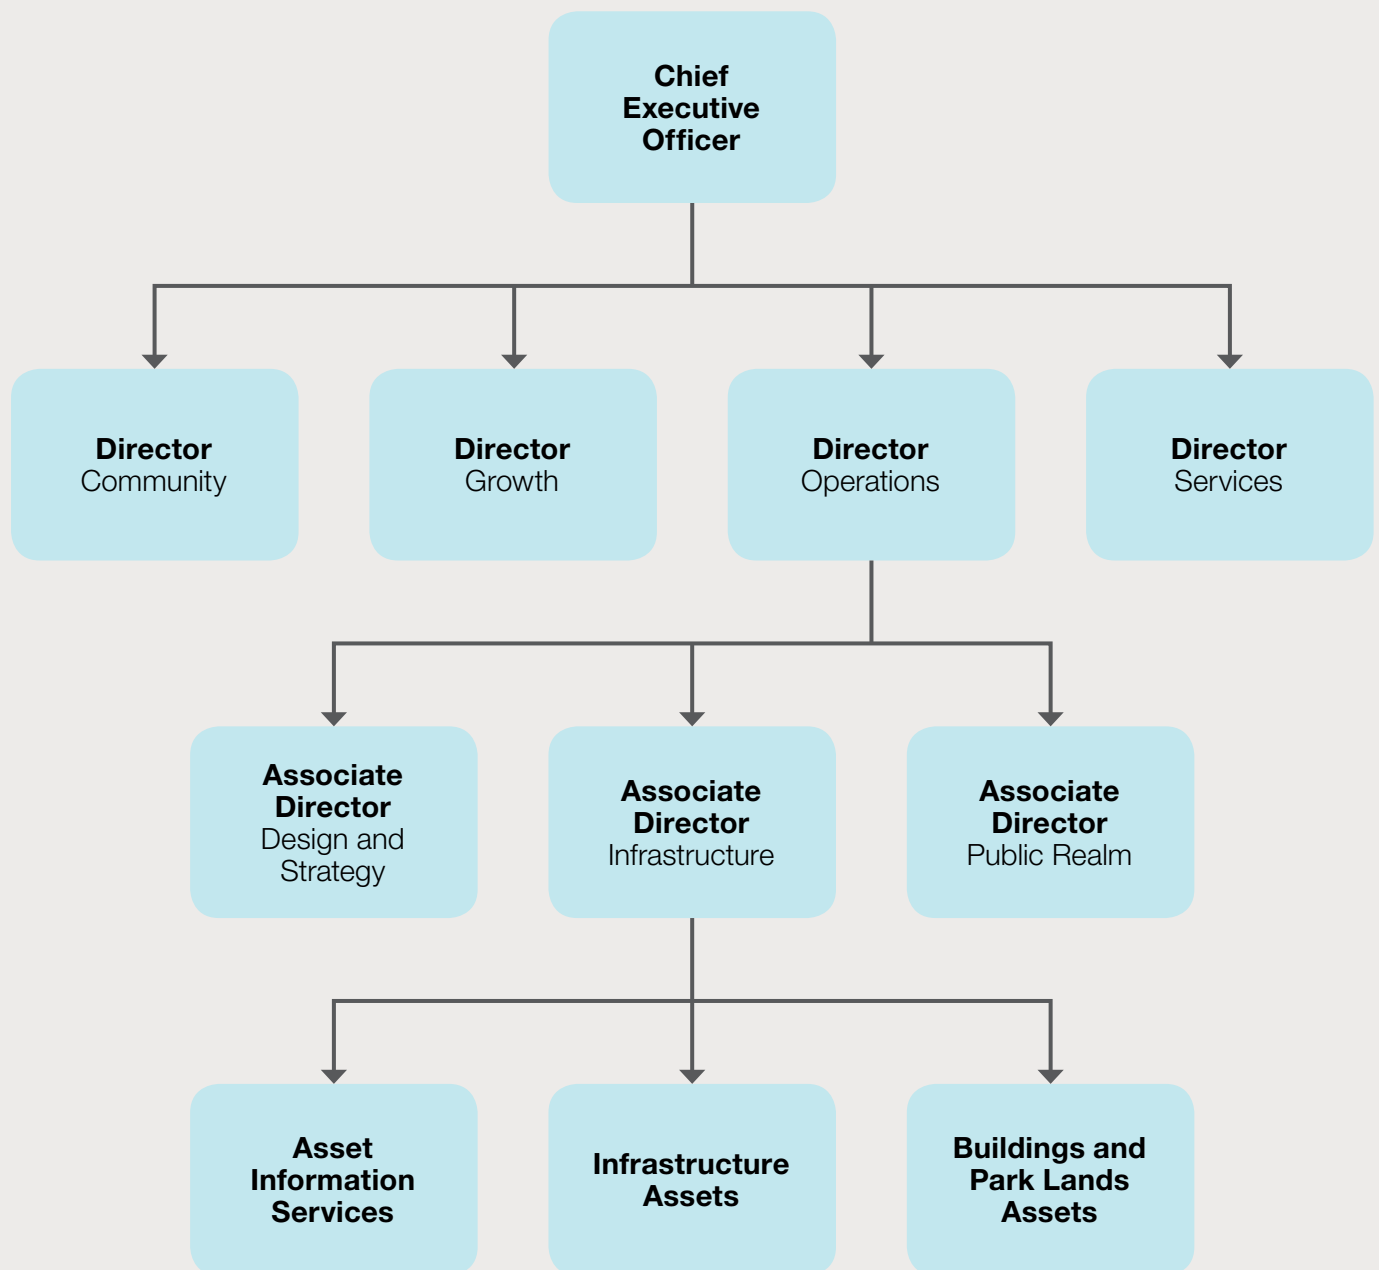 Chief
Executive
Officer
Director
Community
Director
Growth
Director
Operations
Director
Services
Associate
Director
Design and
Strategy
Associate
Director
Infrastructure
Associate
Director
Public Realm
Asset
Information
Services
Infrastructure
Assets
Buildings and
Park Lands
Assets